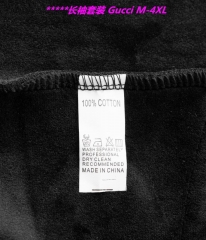 *****长袖套装 Gucci M-4XL
100% COTTON
WASH SEPARATELY
PROFESSIONAL
DRY CLEAN
RECOMMENDED
MADE IN CHINA